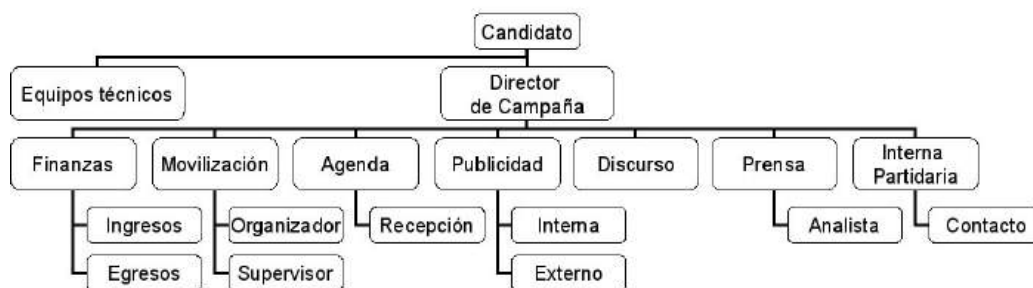 Candidato
Equipos técnicos
Director
de Campaña
Finanzas
Movilización
Agenda
Publicidad
Discurso
Prensa
Interna
Partidaria
Ingresos
Organizador
Recepción
Interna
Analista
Contacto
Egresos
Supervisor
Externo